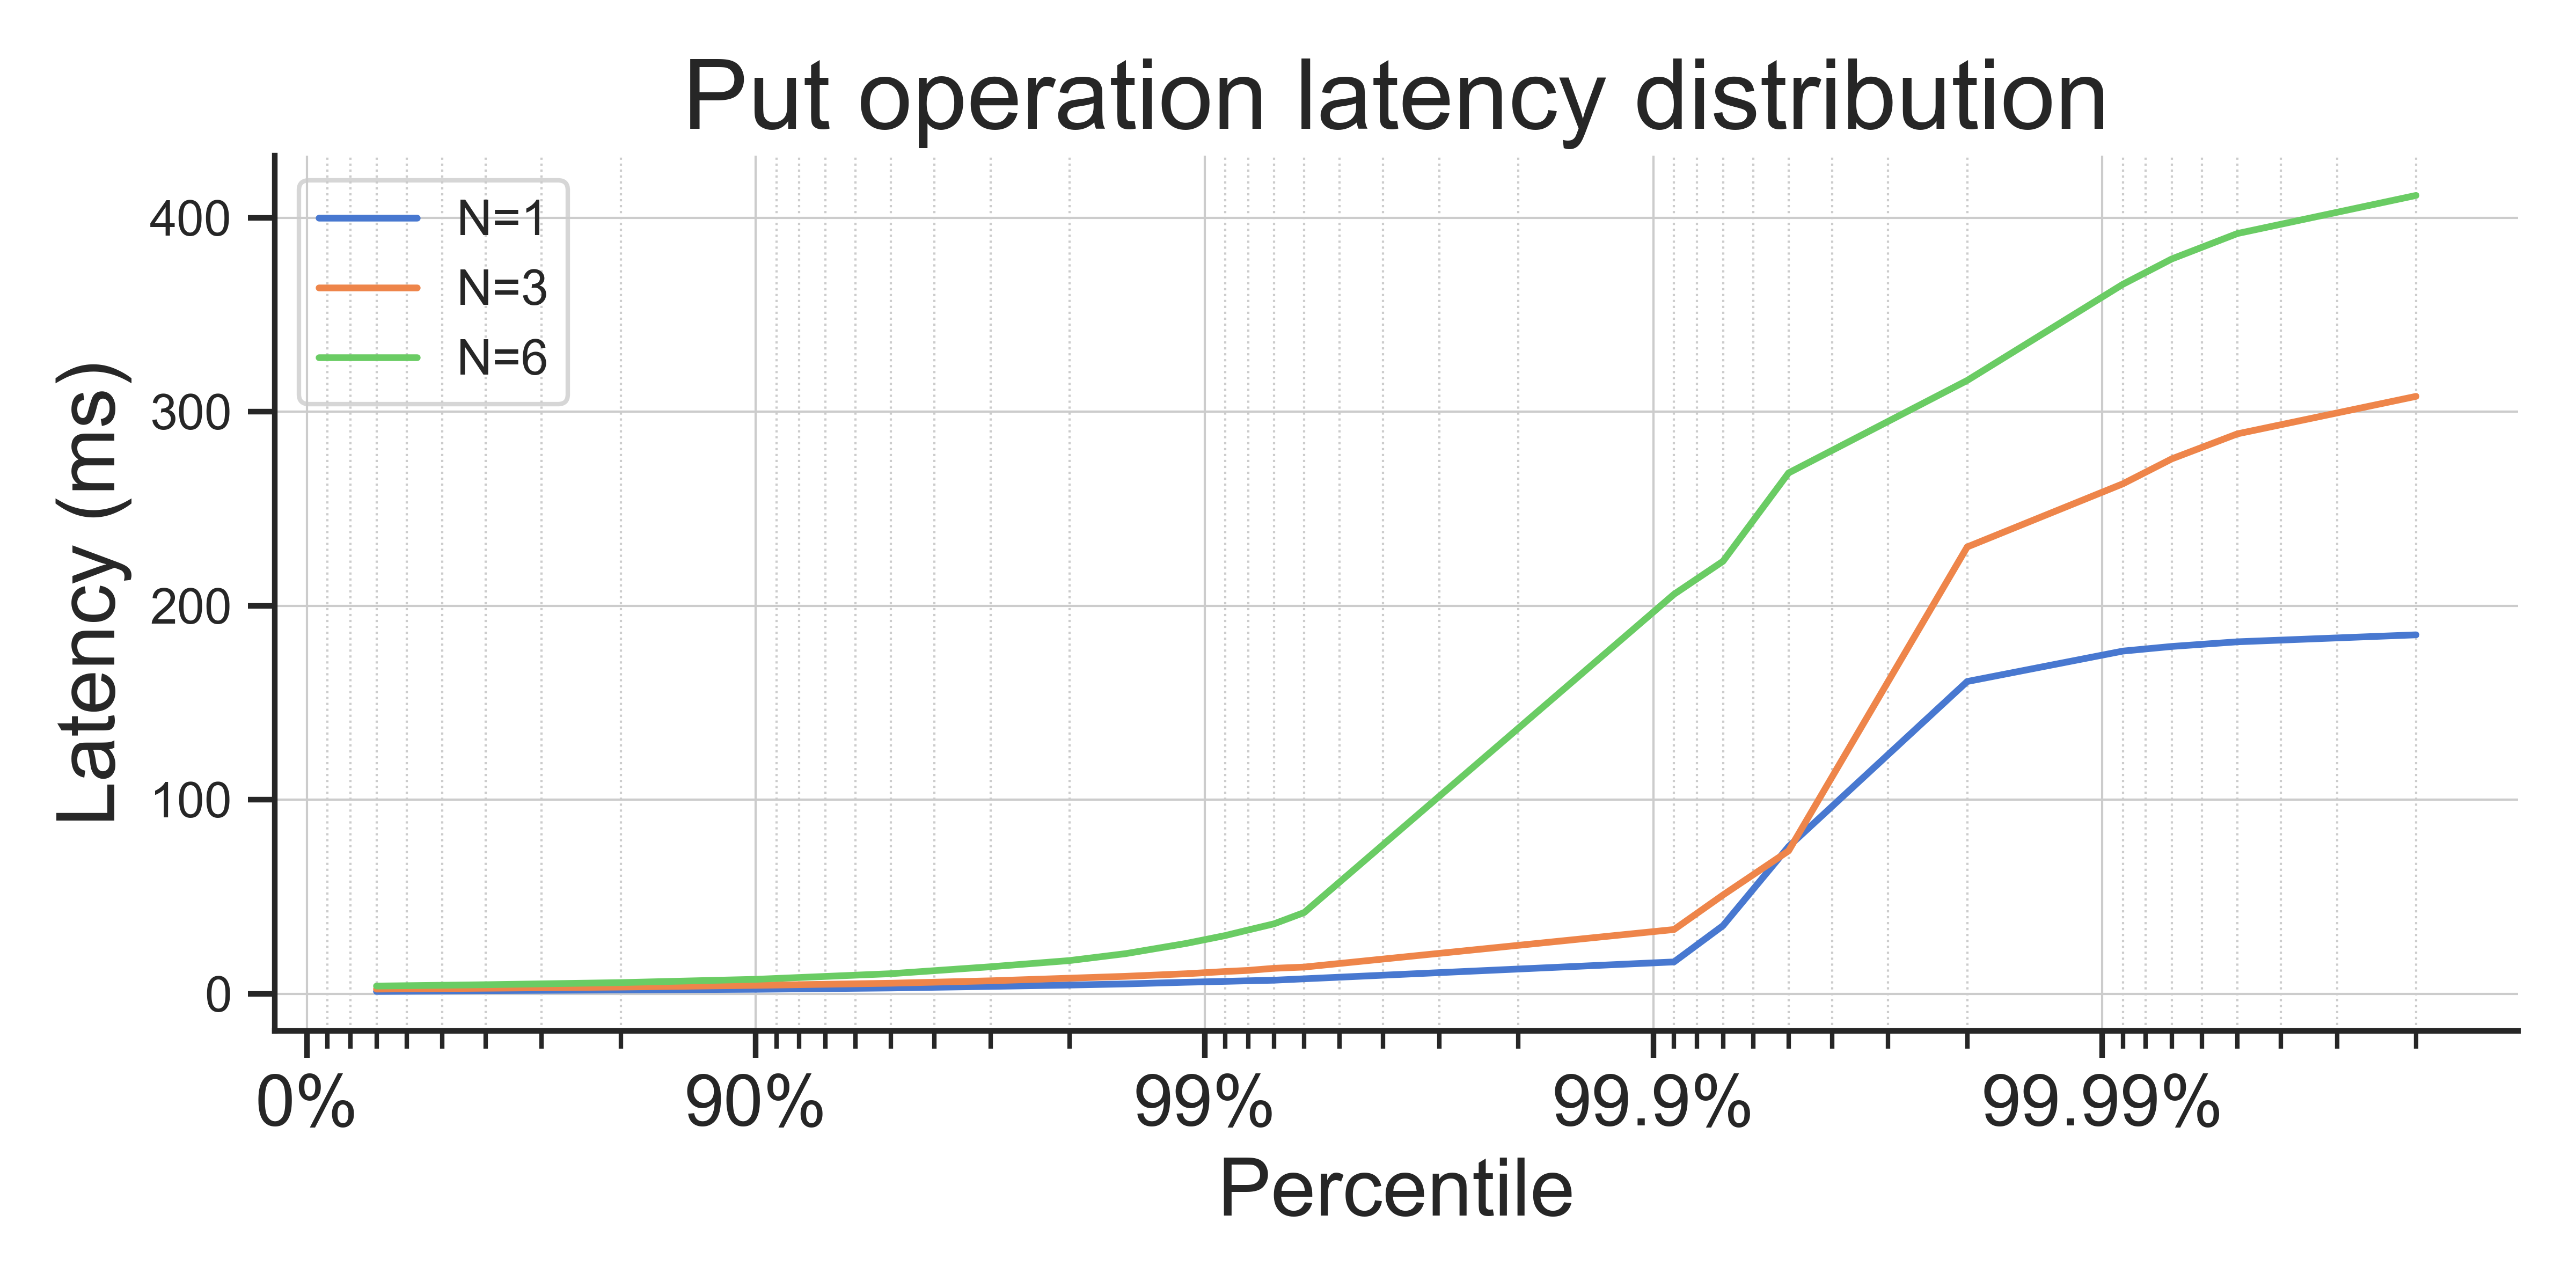 Put operation latency distribution
N=1
N=3
N=6
Latency (ms)
400
300
200
100
0
0% 90% 99% 99.9% 99.99%
Percentile